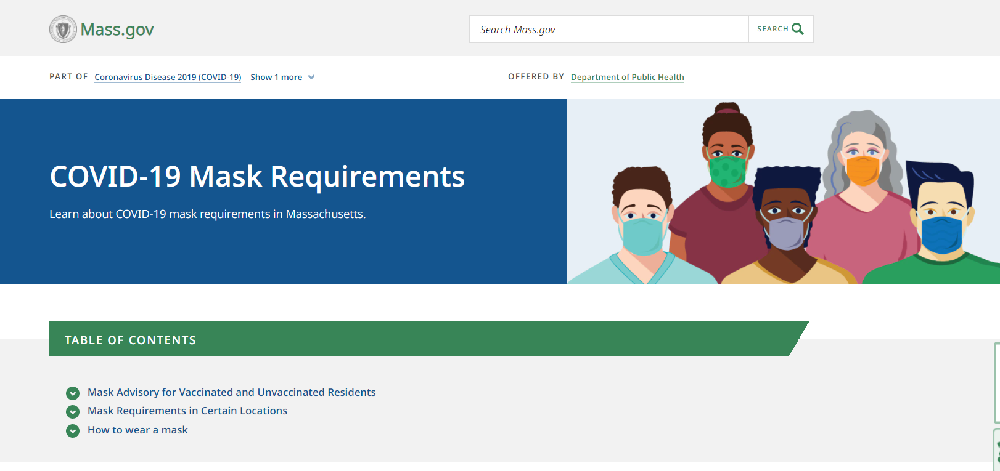 Mass.gov
Search Mass.gov
SEARCH
PART OF Coronavirus Disease 2019 (COVID-19) Show 1 more
OFFERED BY Department of Public Health
COVID-19 Mask Requirements
Learn about COVID-19 mask requirements in Massachusetts.
TABLE OF CONTENTS
Mask Advisory for Vaccinated and Unvaccinated Residents
Mask Requirements in Certain Locations
How to wear a mask